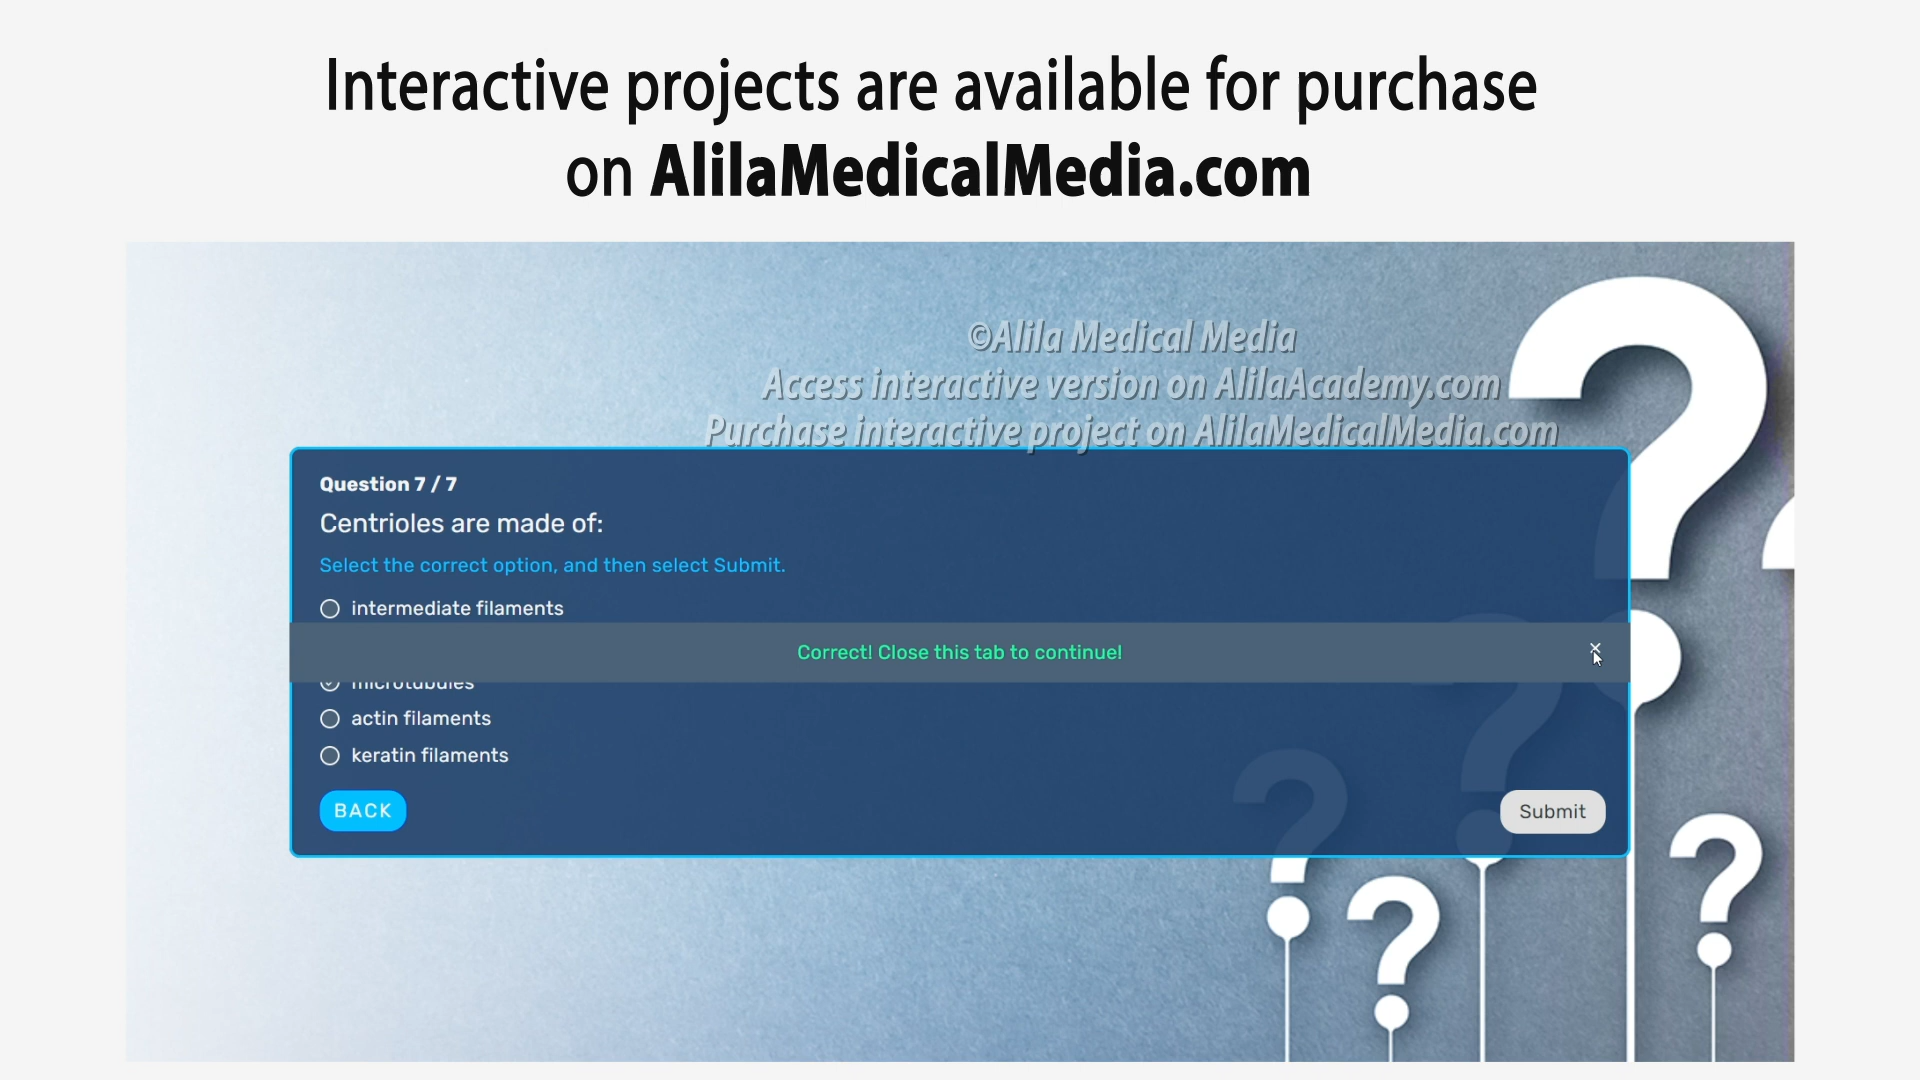 Interactive projects are available for purchase
on AlilaMedicalMedia.com
©Alila Medical Media
Access interactive version on AlilaAcademy.com
Purchase interactive project on AlilaMedicalMedia.com
Question 7 / 7
Centrioles are made of:
Select the correct option, and then select Submit.
intermediate filaments
Correct! Close this tab to continue!
microtubules
actin filaments
keratin filaments
BACK
Submit